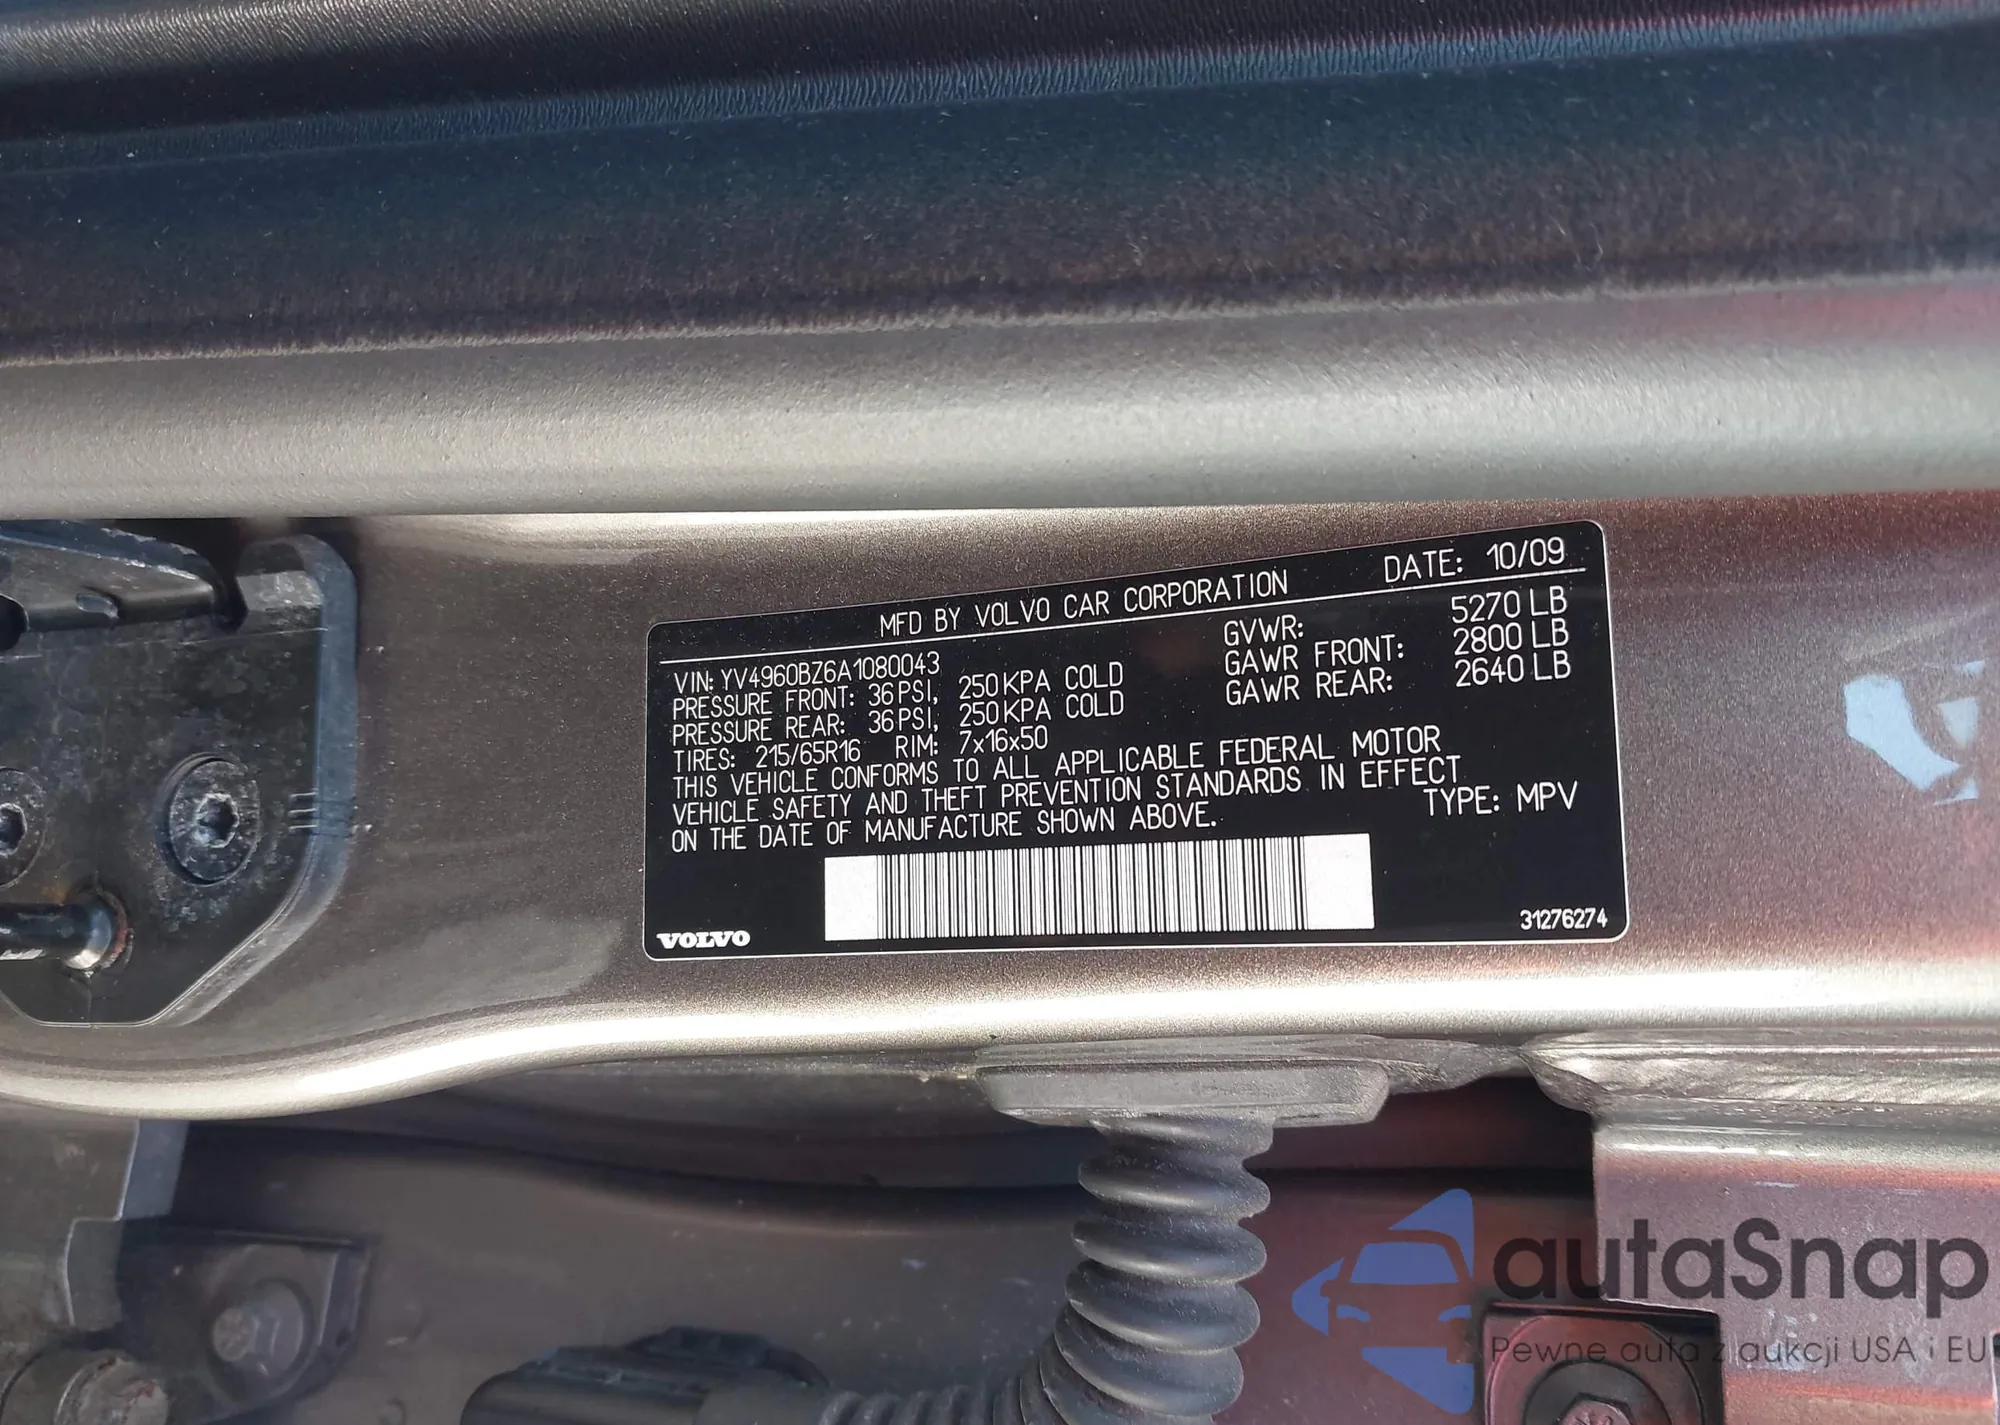 MFD BY VOLVO CAR CORPORATION DATE: 10/09
VIN: YV4960BZ6A1080043 GVWR: 5270 LB
PRESSURE FRONT: 36 PSI, 250 KPA COLD GAWR FRONT: 2800 LB
PRESSURE REAR: 36 PSI, 250 KPA COLD GAWR REAR: 2640 LB
TIRES: 215/65R16 RIM: 7x16x50
THIS VEHICLE CONFORMS TO ALL APPLICABLE FEDERAL MOTOR
VEHICLE SAFETY AND THEFT PREVENTION STANDARDS IN EFFECT
ON THE DATE OF MANUFACTURE SHOWN ABOVE. TYPE: MPV
VOLVO 31276274
autaSnap
Pewne auta z aukcji USA i EU